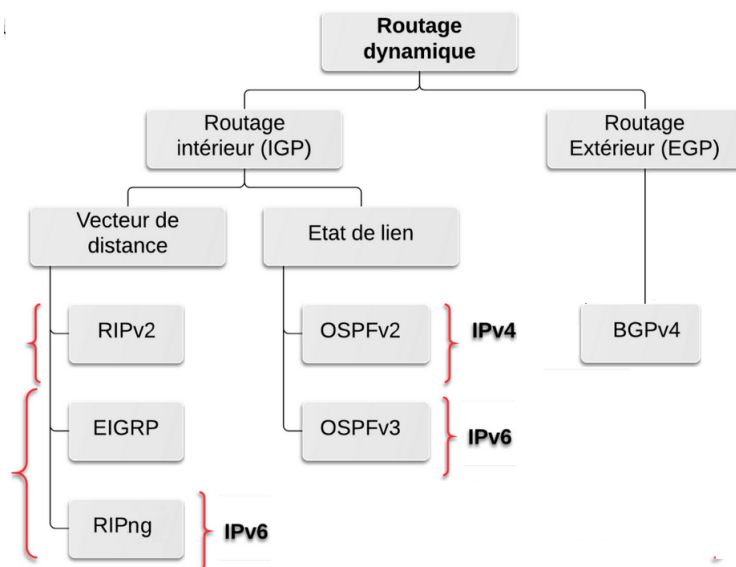 Routage
dynamique
Routage
intérieur (IGP)
Routage
Extérieur (EGP)
Vecteur de
distance
Etat de lien
RIPv2
OSPFv2
IPv4
BGPv4
EIGRP
OSPFv3
IPv6
RIPng
IPv6